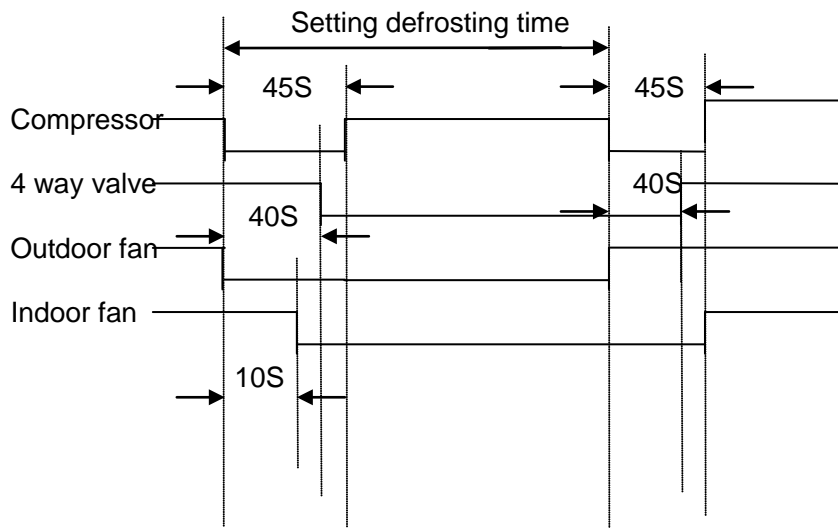 Setting defrosting time
45S
45S
Compressor
4 way valve
40S
40S
Outdoor fan
Indoor fan
10S